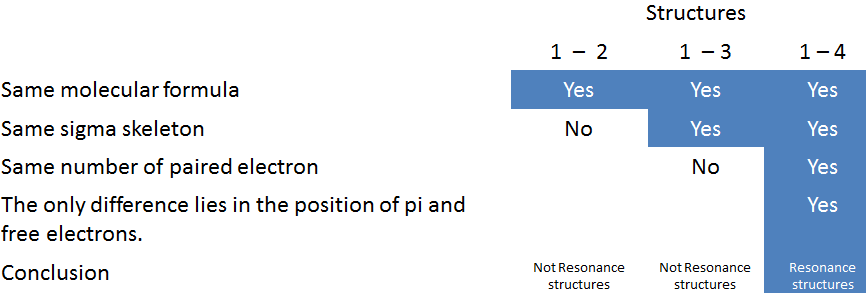 Structures
1 – 2 1 – 3 1 – 4
Same molecular formula Yes Yes Yes
Same sigma skeleton No Yes Yes
Same number of paired electron No Yes
The only difference lies in the position of pi and Yes
free electrons.
Conclusion Not Resonance Not Resonance Resonance
structures structures structures